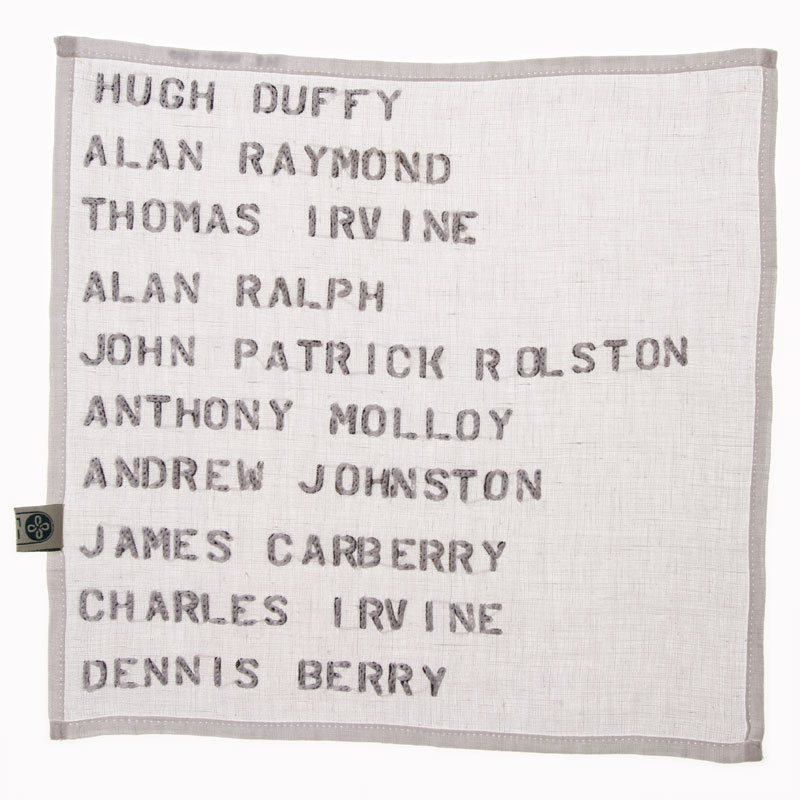 HUGH DUFFY
ALAN RAYMOND
THOMAS IRVINE
ALAN RALPH
JOHN PATRICK ROLSTON
ANTHONY MOLLOY
ANDREW JOHNSTON
JAMES CARBERRY
CHARLES IRVINE
DENNIS BERRY